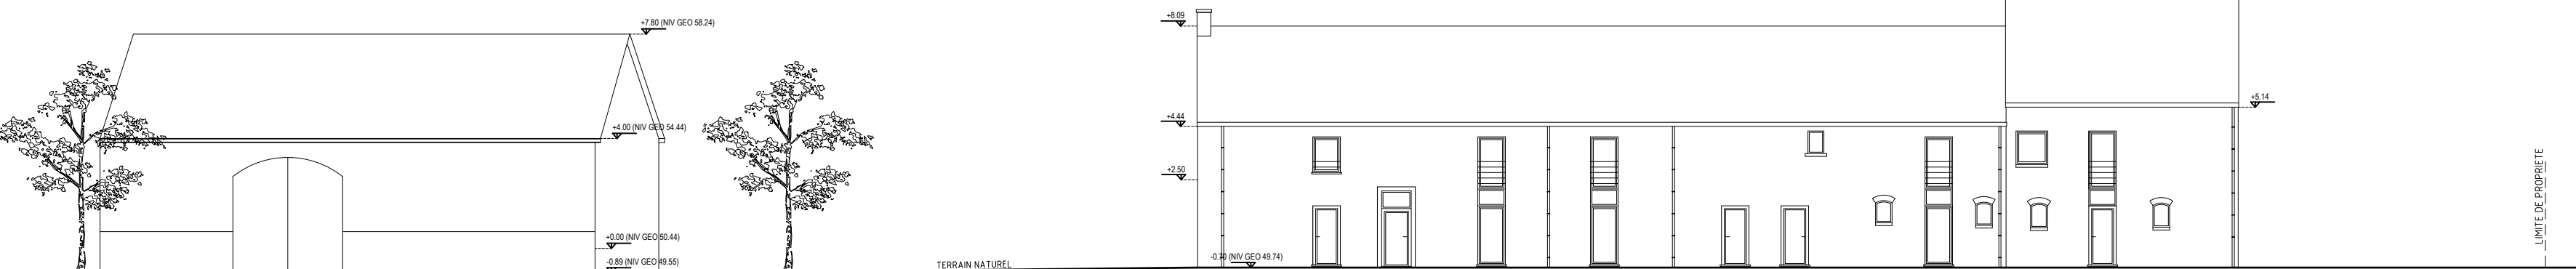 +7.80 (NIV GEO 58.24)
+4.00 (NIV GEO 54.44)
+0.00 (NIV GEO 50.44)
-0.89 (NIV GEO 49.55)
TERRAIN NATUREL
+8.09
+4.44
+2.50
-0.70 (NIV GEO 49.74)
+5.14
LIMITE DE PROPRIETE